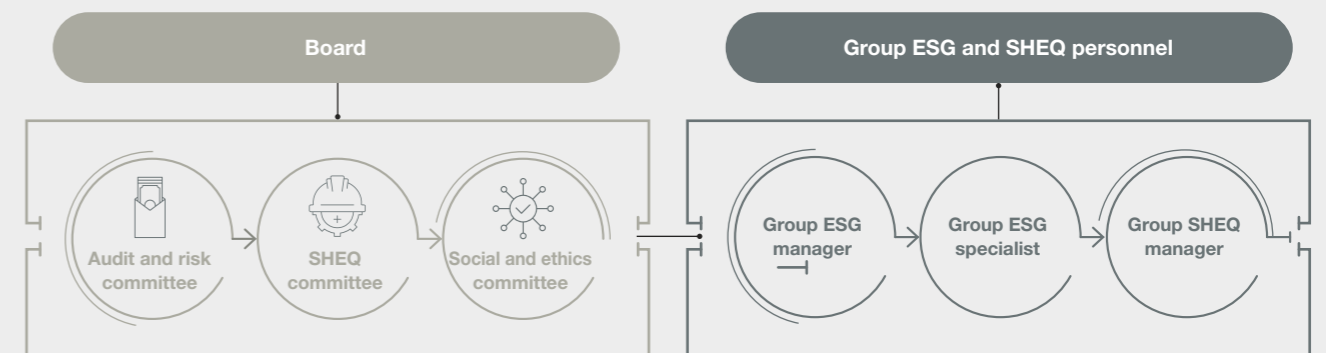 Board
Group ESG and SHEQ personnel
Audit and risk
committee
SHEQ
committee
Social and ethics
committee
Group ESG
manager
Group ESG
specialist
Group SHEQ
manager